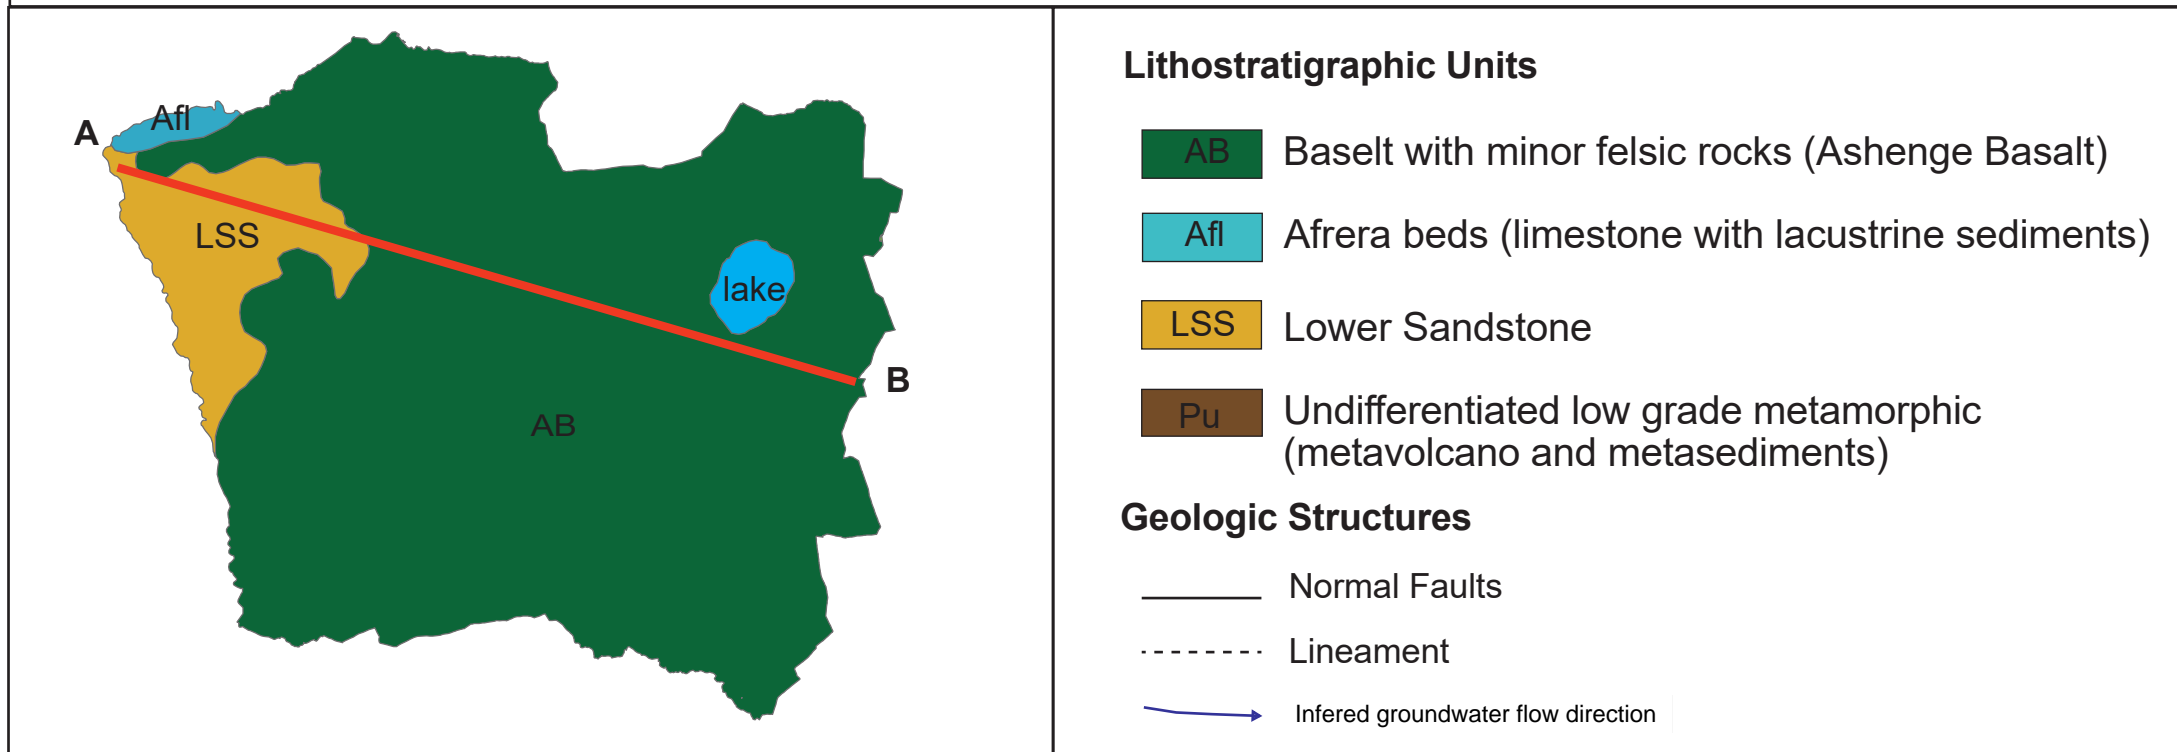 A
Afl
LSS
lake
B
AB
Lithostratigraphic Units
AB Baselt with minor felsic rocks (Ashenge Basalt)
Afl Afrera beds (limestone with lacustrine sediments)
LSS Lower Sandstone
Pu Undifferentiated low grade metamorphic
(metavolcano and metasediments)
Geologic Structures
Normal Faults
Lineament
Infered groundwater flow direction